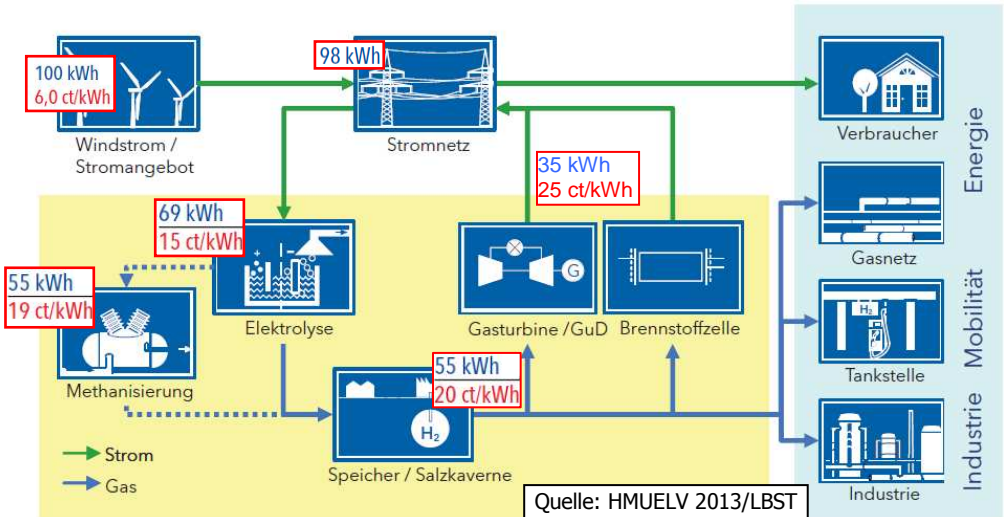 100 kWh
6,0 ct/kWh
Windstrom /
Stromangebot
98 kWh
Stromnetz
Verbraucher
Energie
35 kWh
25 ct/kWh
69 kWh
15 ct/kWh
Elektrolyse
55 kWh
19 ct/kWh
Methanisierung
G
Gasturbine /GuD
Brennstoffzelle
Gasnetz
H₂
Tankstelle
Mobilität
55 kWh
20 ct/kWh
H₂
Speicher / Salzkaverne
Industrie
Industrie
Strom
Gas
Quelle: HMUELV 2013/LBST